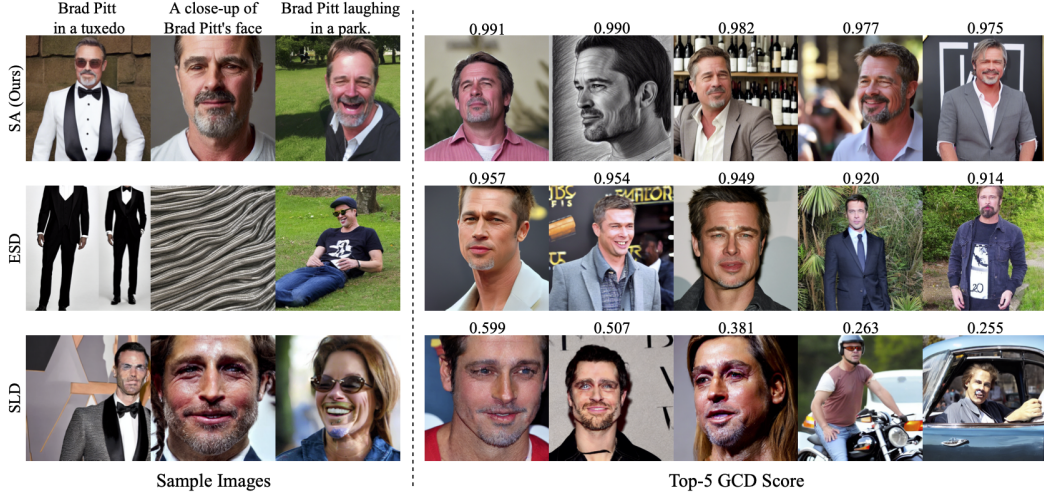 Brad Pitt
in a tuxedo
A close-up of
Brad Pitt's face
Brad Pitt laughing
in a park.
SA (Ours)
0.991
0.990
0.982
0.977
0.975
ESD
0.957
0.954
0.949
0.920
0.914
SLD
0.599
0.507
0.381
0.263
0.255
Sample Images
Top-5 GCD Score